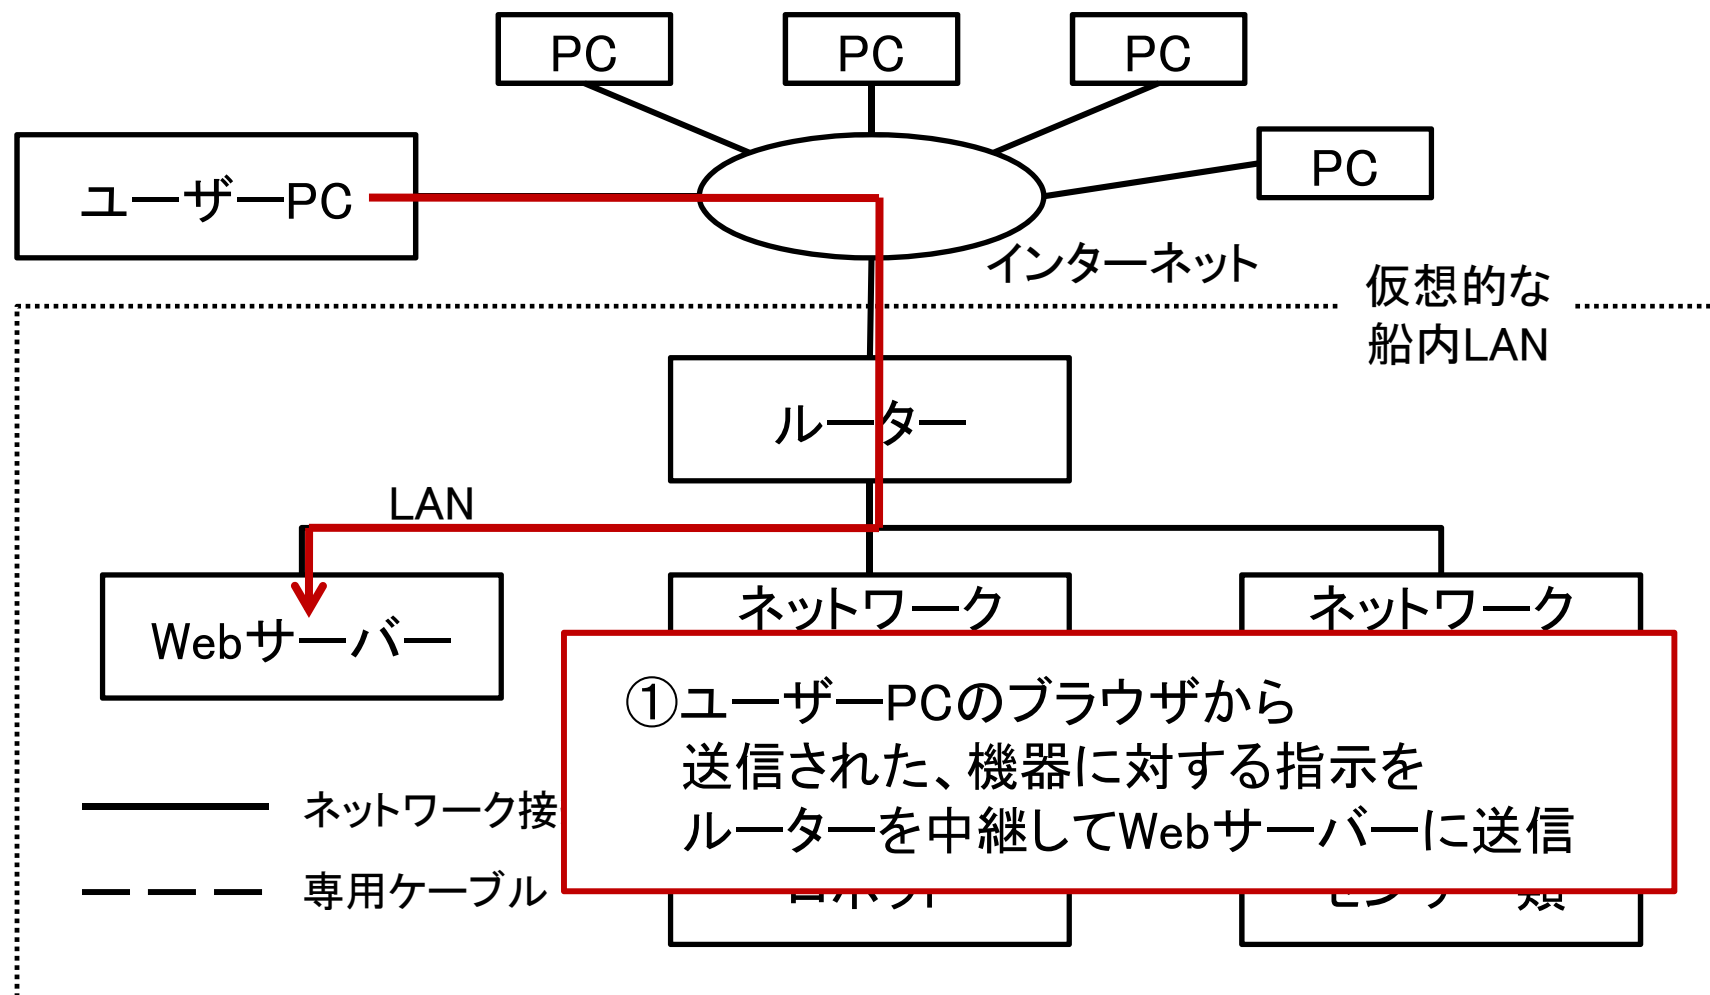 PC
PC
PC
PC
ユーザーPC
インターネット
仮想的な
船内LAN
ルーター
LAN
Webサーバー
ネットワーク
ネットワーク
①ユーザーPCのブラウザから
送信された、機器に対する指示を
ルーターを中継してWebサーバーに送信
ネットワーク接
専用ケーブル